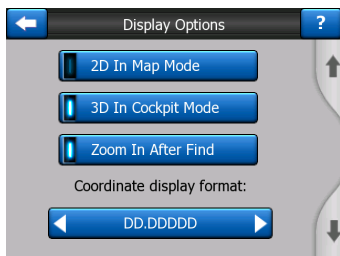 Display Options
?
2D In Map Mode
3D In Cockpit Mode
Zoom In After Find
Coordinate display format:
DD.DDDDD